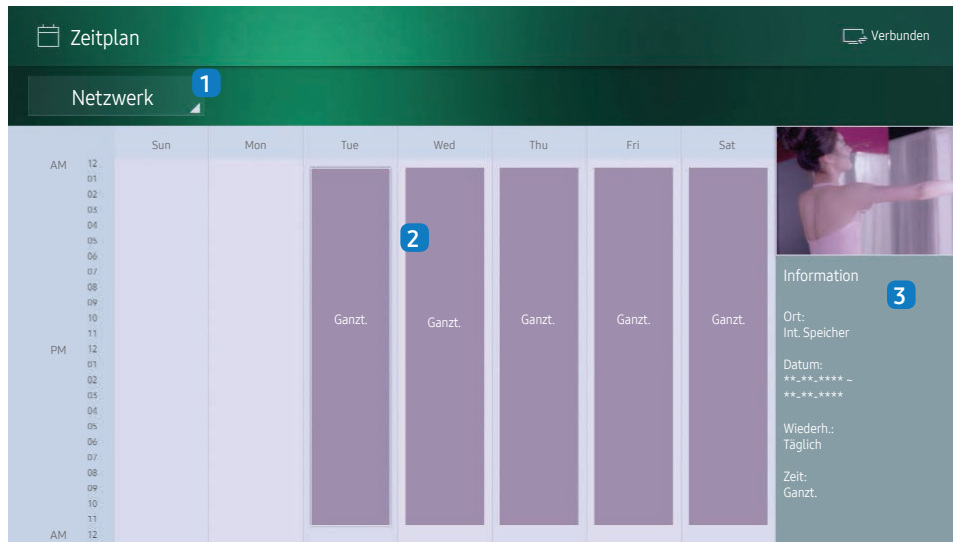 Zeitplan
Verbunden
Netzwerk
1
Sun Mon Tue Wed Thu Fri Sat
AM 12
01
02
03
04
05
06
07
08
09
10
11
PM 12
01
02
03
04
05
06
07
08
09
10
11
AM 12
Ganzt. Ganzt. Ganzt. Ganzt. Ganzt.
2
Information
3
Ort:
Int. Speicher
Datum:
**-**-**** ~
**-**-****
Wiederh.:
Täglich
Zeit:
Ganzt.